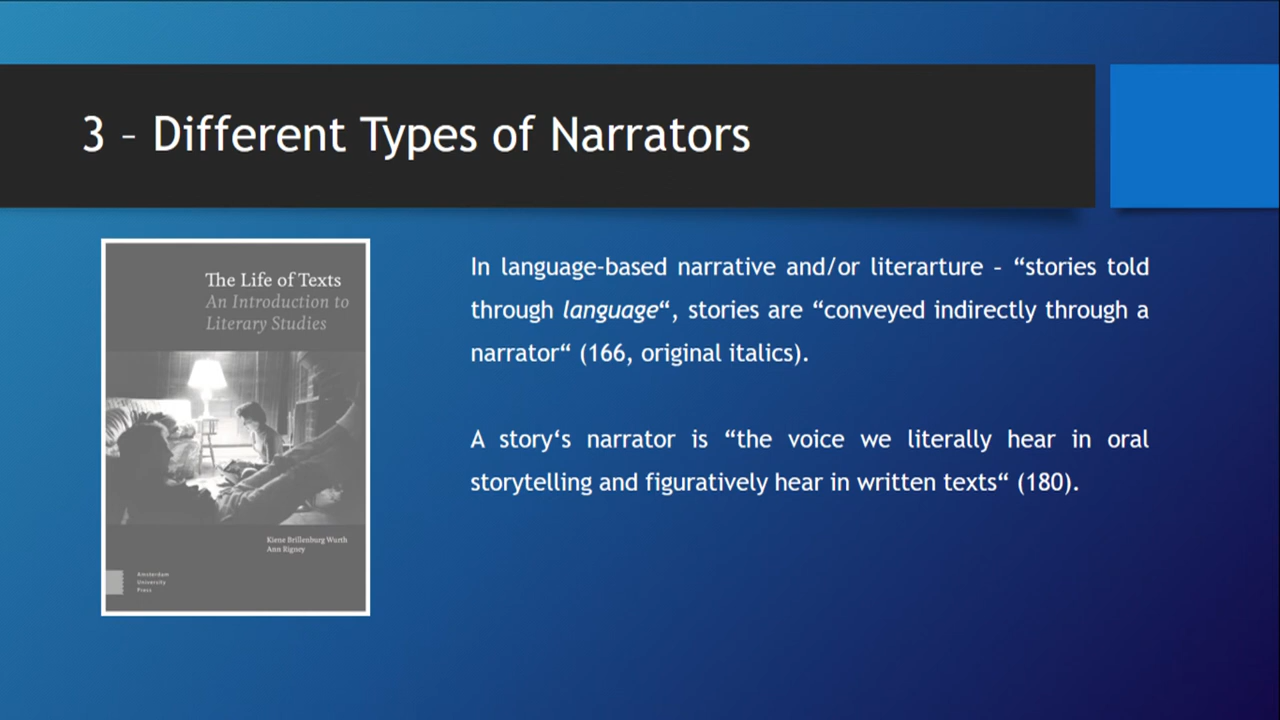 3 – Different Types of Narrators
The Life of Texts
An Introduction to
Literary Studies
Kiene Brillenburg Wurth
Ann Rigney
Amsterdam
University
Press
In language-based narrative and/or literarture – “stories told
through language“, stories are “conveyed indirectly through a
narrator“ (166, original italics).
A story‘s narrator is “the voice we literally hear in oral
storytelling and figuratively hear in written texts“ (180).